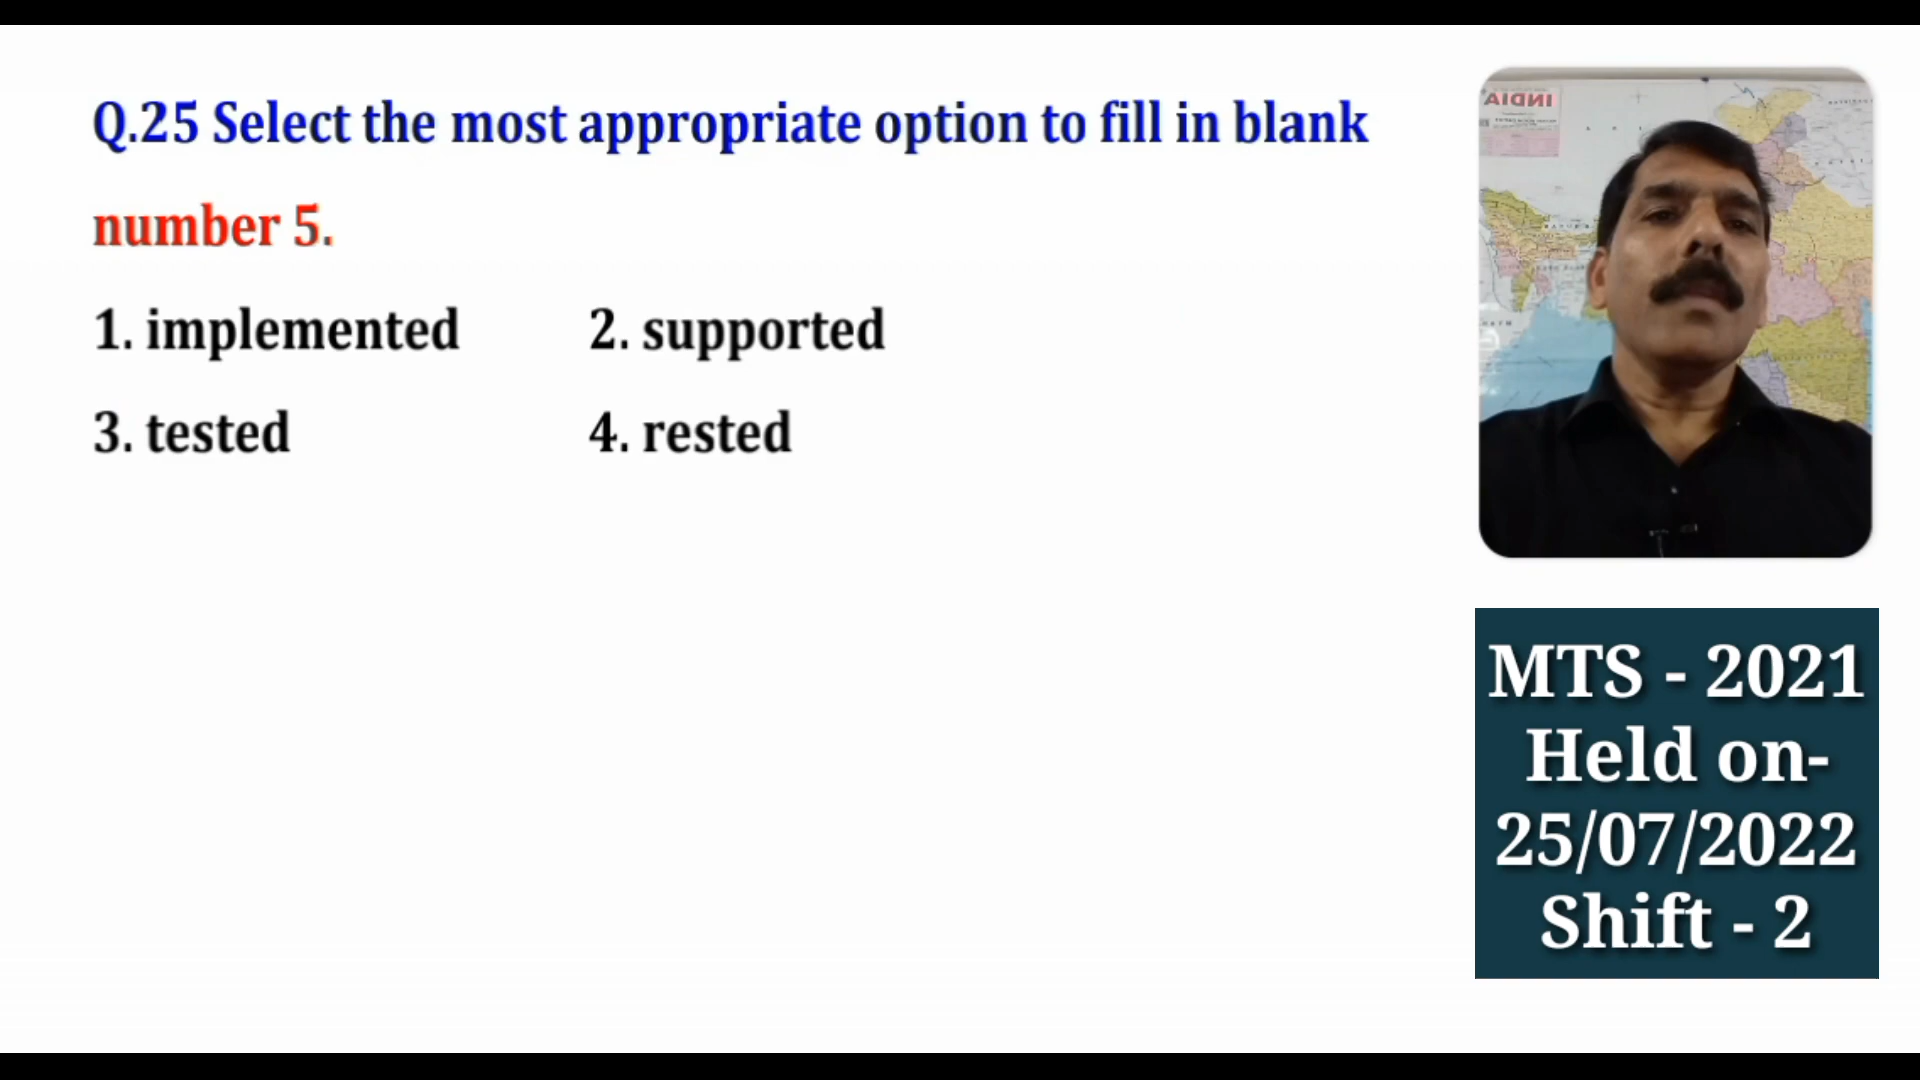 Q.25 Select the most appropriate option to fill in blank
number 5.
1. implemented 2. supported
3. tested 4. rested
INDIA
MTS - 2021
Held on-
25/07/2022
Shift - 2